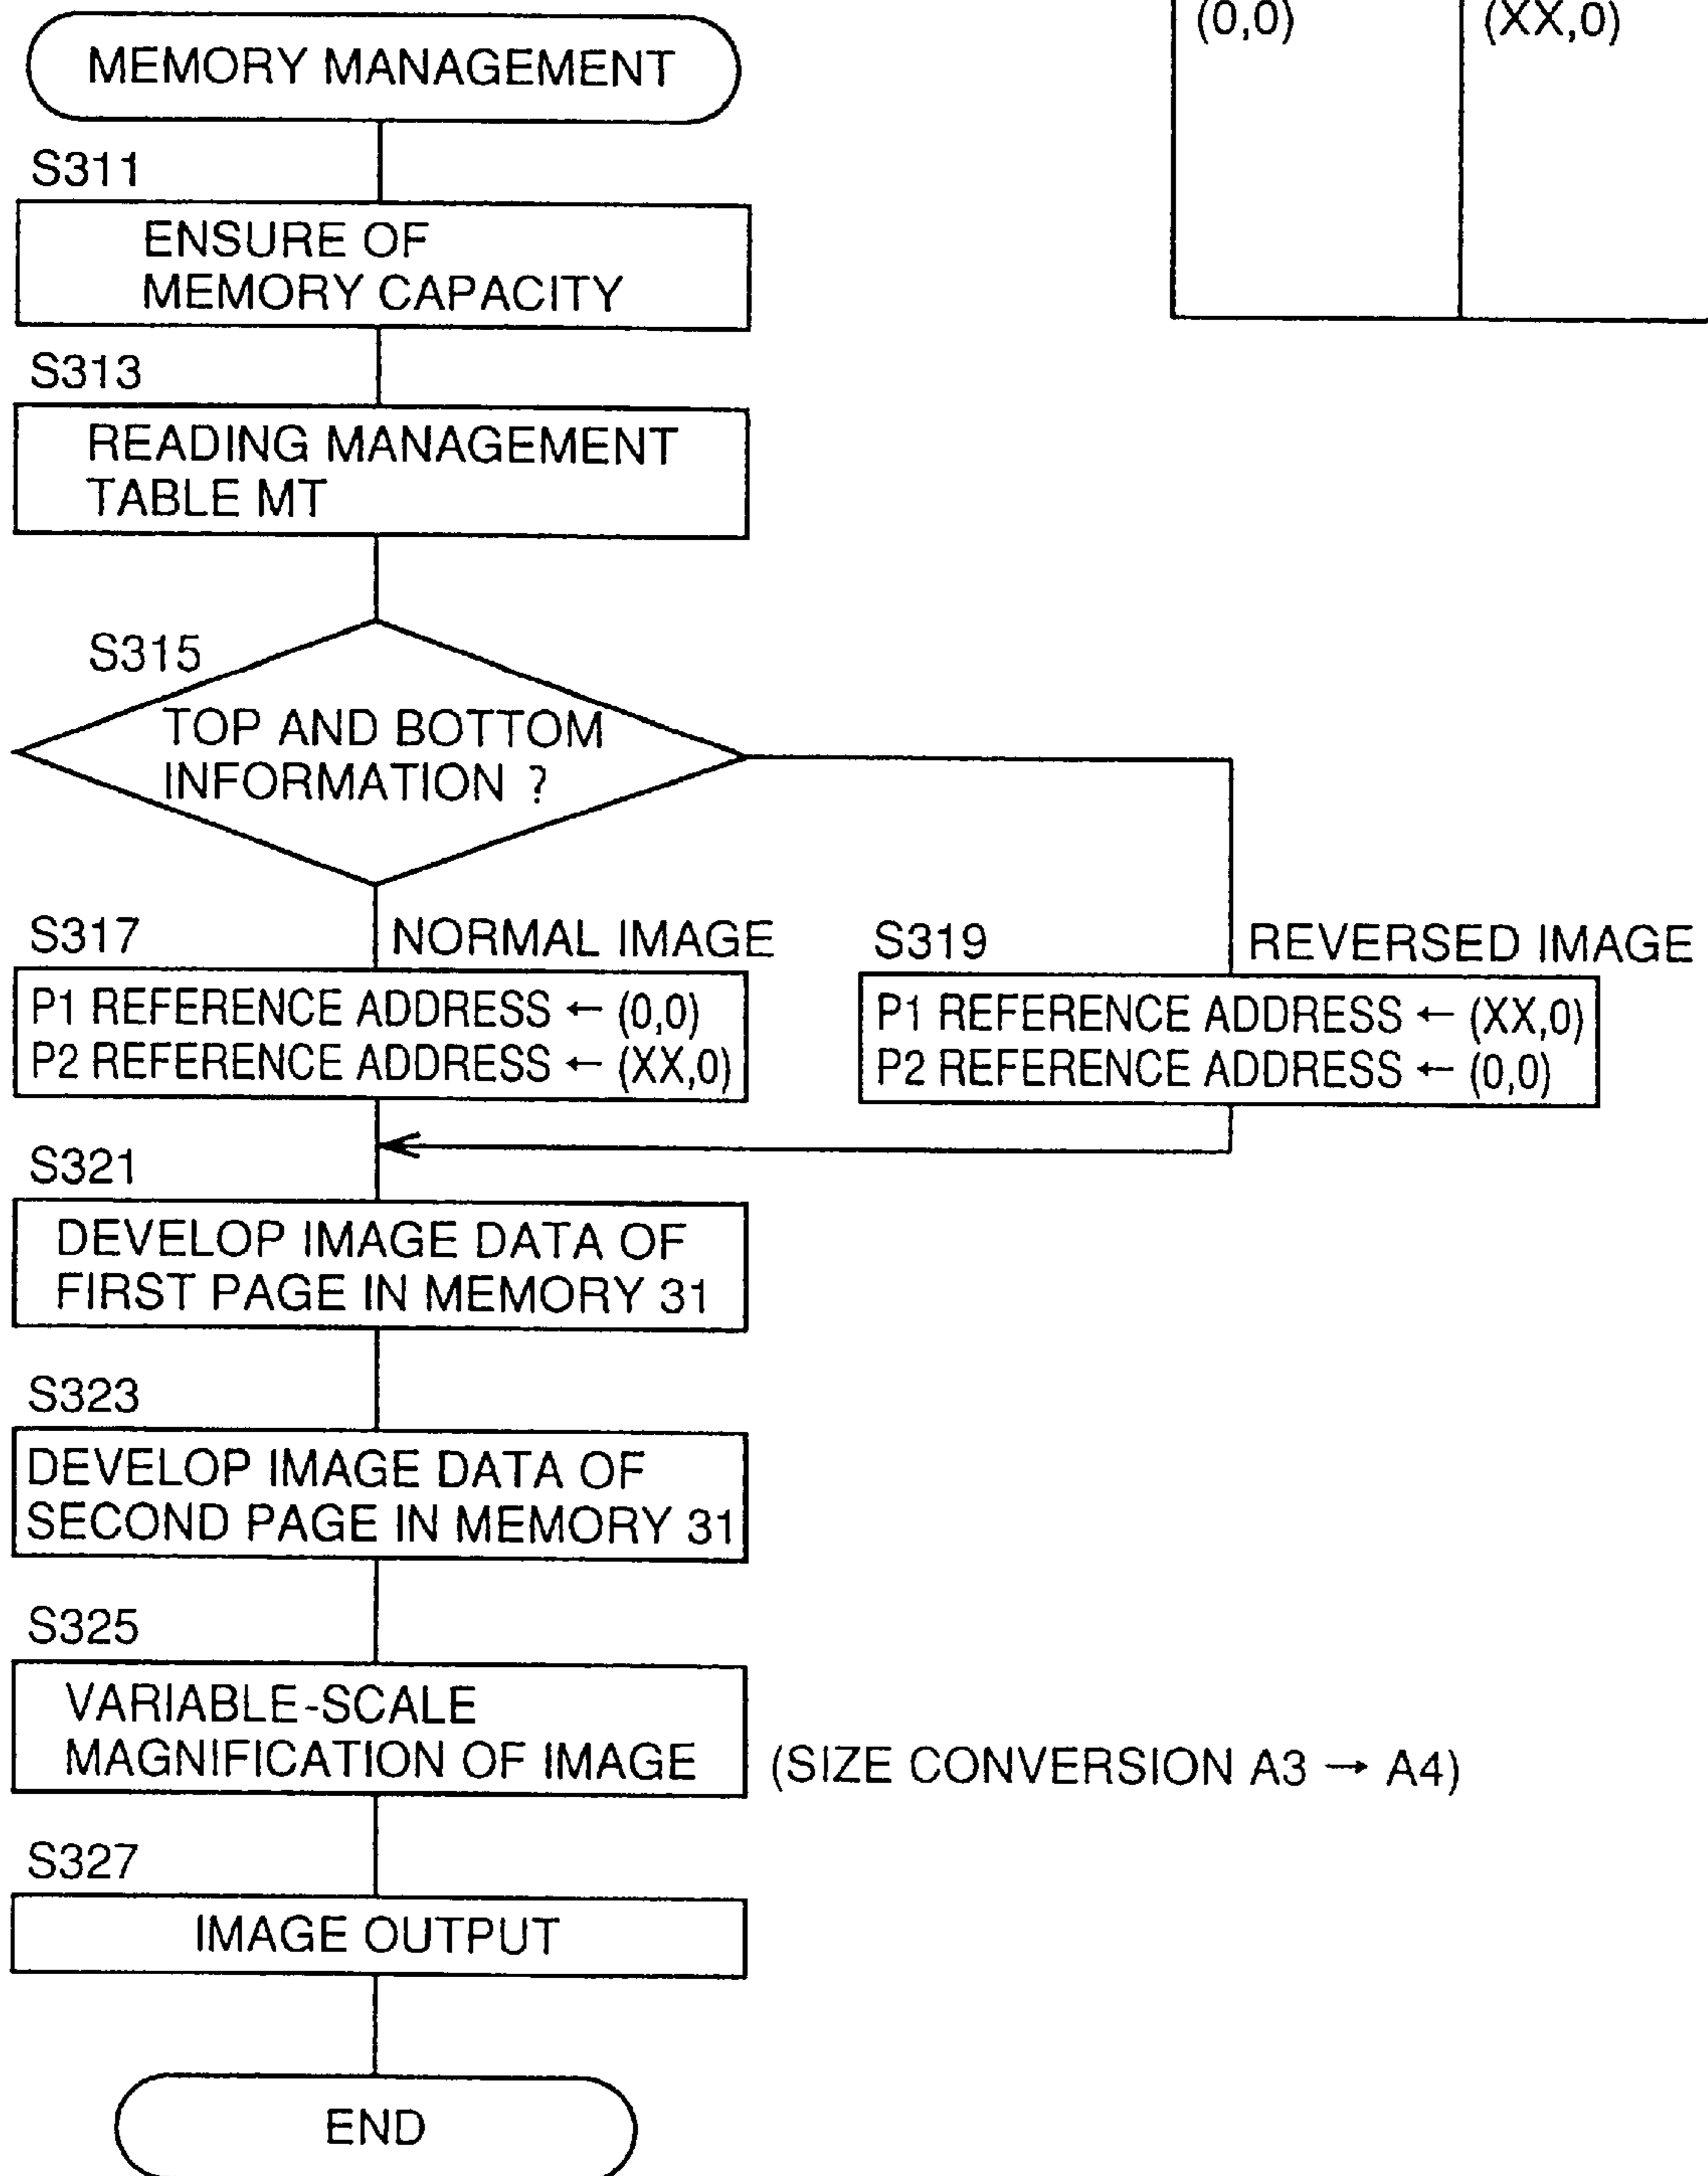 (0,0)
(XX,0)
MEMORY MANAGEMENT
S311
ENSURE OF
MEMORY CAPACITY
S313
READING MANAGEMENT
TABLE MT
S315
TOP AND BOTTOM
INFORMATION ?
S317
NORMAL IMAGE
S319
REVERSED IMAGE
P1 REFERENCE ADDRESS ← (0,0)
P2 REFERENCE ADDRESS ← (XX,0)
P1 REFERENCE ADDRESS ← (XX,0)
P2 REFERENCE ADDRESS ← (0,0)
S321
DEVELOP IMAGE DATA OF
FIRST PAGE IN MEMORY 31
S323
DEVELOP IMAGE DATA OF
SECOND PAGE IN MEMORY 31
S325
VARIABLE-SCALE
MAGNIFICATION OF IMAGE
(SIZE CONVERSION A3 → A4)
S327
IMAGE OUTPUT
END